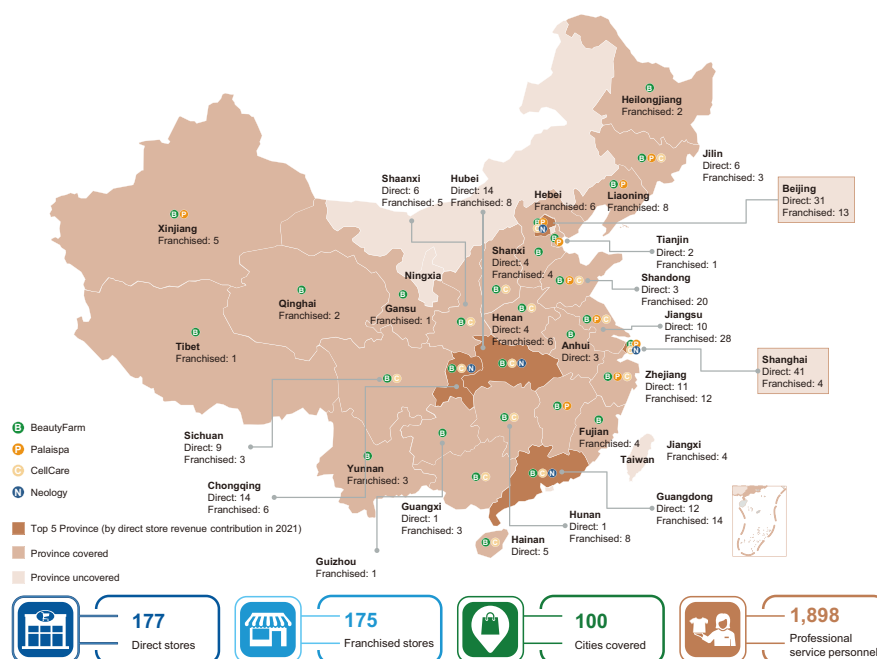 B
Heilongjiang
Franchised: 2
B P C
Jilin
Direct: 6
Franchised: 3
B P
Liaoning
Franchised: 8
Shaanxi
Direct: 6
Franchised: 5
Hubei
Direct: 14
Franchised: 8
Hebei
Franchised: 6
Beijing
Direct: 31
Franchised: 13
B P
Xinjiang
Franchised: 5
B P
C N
B
P
Tianjin
Direct: 2
Franchised: 1
Shanxi
Direct: 4
Franchised: 4
B
B P C
Shandong
Direct: 3
Franchised: 20
Ningxia
B
Qinghai
Franchised: 2
B
Gansu
Franchised: 1
B C
B C
B C
Henan
Direct: 4
Franchised: 6
B P C
Jiangsu
Direct: 10
Franchised: 28
B
Tibet
Franchised: 1
B
Anhui
Direct: 3
B P
C N
Shanghai
Direct: 41
Franchised: 4
B C
B C N
B C N
B P C
Zhejiang
Direct: 11
Franchised: 12
B BeautyFarm
P Palaispa
C CellCare
N Neology
Sichuan
Direct: 9
Franchised: 3
B
B C
B P
B
Fujian
Franchised: 4
Jiangxi
Franchised: 4
Taiwan
B
Yunnan
Franchised: 3
B C
B C N
Chongqing
Direct: 14
Franchised: 6
Guangxi
Direct: 1
Franchised: 3
Guangdong
Direct: 12
Franchised: 14
Hunan
Direct: 1
Franchised: 8
B C
Hainan
Direct: 5
Guizhou
Franchised: 1
Top 5 Province (by direct store revenue contribution in 2021)
Province covered
Province uncovered
177
Direct stores
175
Franchised stores
100
Cities covered
1,898
Professional
service personnel